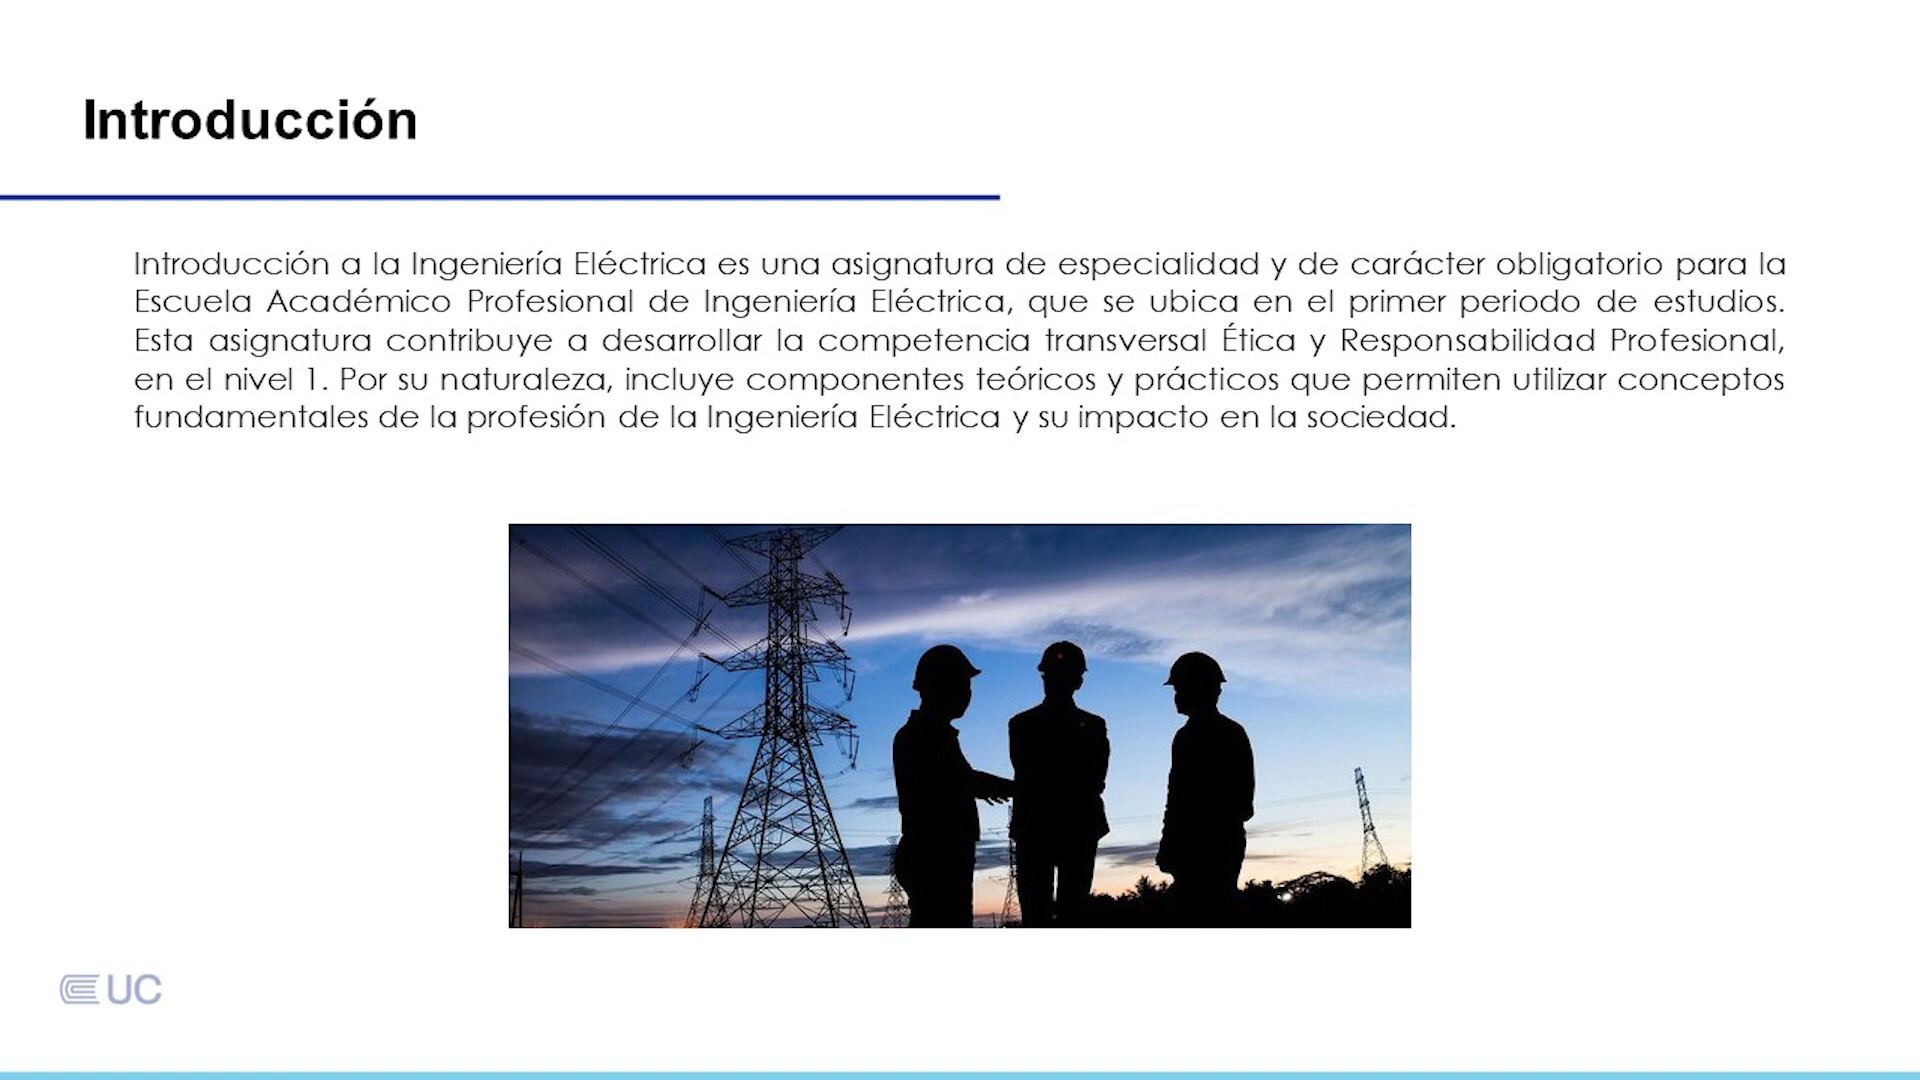 Introducción
Introducción a la Ingeniería Eléctrica es una asignatura de especialidad y de carácter obligatorio para la
Escuela Académico Profesional de Ingeniería Eléctrica, que se ubica en el primer periodo de estudios.
Esta asignatura contribuye a desarrollar la competencia transversal Ética y Responsabilidad Profesional,
en el nivel 1. Por su naturaleza, incluye componentes teóricos y prácticos que permiten utilizar conceptos
fundamentales de la profesión de la Ingeniería Eléctrica y su impacto en la sociedad.
UC